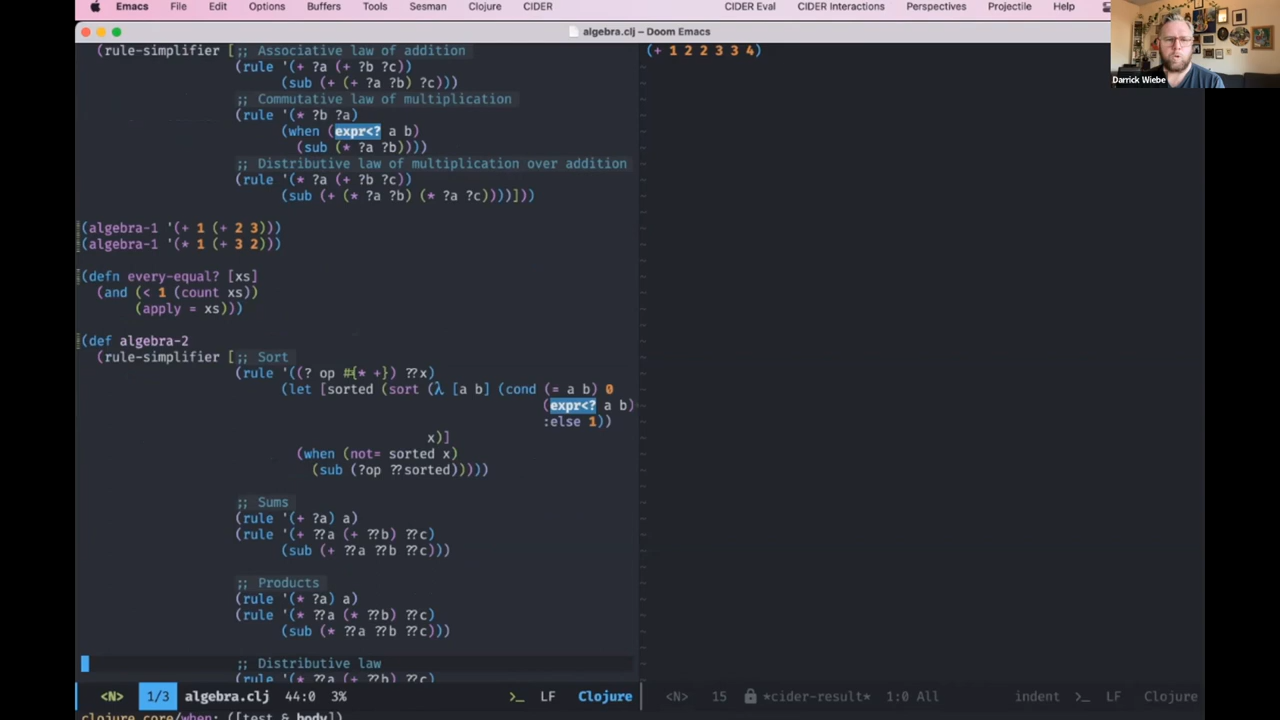 Emacs File Edit Options Buffers Tools Sesman Clojure CIDER CIDER Eval CIDER Interactions Perspectives Projectile Help
algebra.clj – Doom Emacs
(rule-simplifier [;; Associative law of addition
(rule '(+ ?a (+ ?b ?c))
(sub (+ (+ ?a ?b) ?c)))
;; Commutative law of multiplication
(rule '(* ?b ?a)
(when (expr<? a b)
(sub (* ?a ?b))))
;; Distributive law of multiplication over addition
(rule '(* ?a (+ ?b ?c))
(sub (+ (* ?a ?b) (* ?a ?c))))]))
(algebra-1 '(+ 1 (+ 2 3)))
(algebra-1 '(* 1 (+ 3 2)))
(defn every-equal? [xs]
(and (< 1 (count xs))
(apply = xs)))
(def algebra-2
(rule-simplifier [;; Sort
(rule '((? op #{* +}) ??x)
(let [sorted (sort (λ [a b] (cond (= a b) 0
(expr<? a b)
:else 1))
x)]
(when (not= sorted x)
(sub (?op ??sorted)))))
;; Sums
(rule '(+ ?a) a)
(rule '(+ ??a (+ ??b) ??c)
(sub (+ ??a ??b ??c)))
;; Products
(rule '(* ?a) a)
(rule '(* ??a (* ??b) ??c)
(sub (* ??a ??b ??c)))
;; Distributive law
(rule '(* ??a (+ ??b) ??c)
<N> 1/3 algebra.clj 44:0 3% >_ LF Clojure
clojure.core/when: ([test & body])
(+ 1 2 2 3 3 4)
<N> 15 *cider-result* 1:0 All indent >_ LF Clojure
Darrick Wiebe